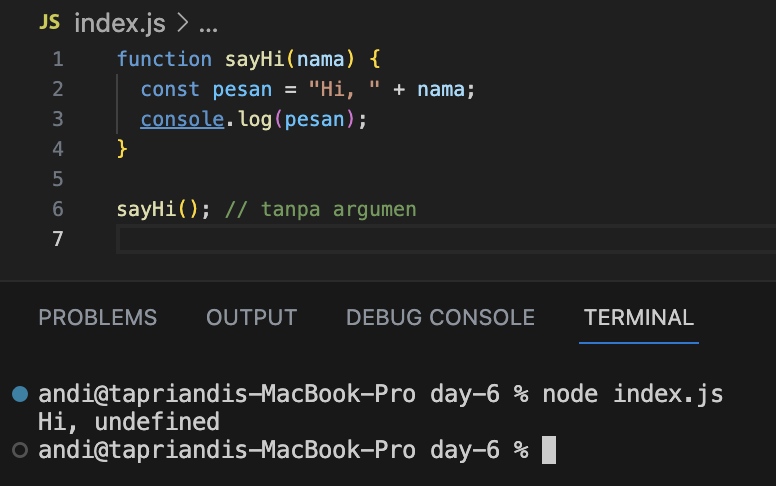 JS index.js > ...
1 function sayHi(nama) {
2   const pesan = "Hi, " + nama;
3   console.log(pesan);
4 }
5
6 sayHi(); // tanpa argumen
7
PROBLEMS OUTPUT DEBUG CONSOLE TERMINAL
andi@tapriandis-MacBook-Pro day-6 % node index.js
Hi, undefined
andi@tapriandis-MacBook-Pro day-6 %